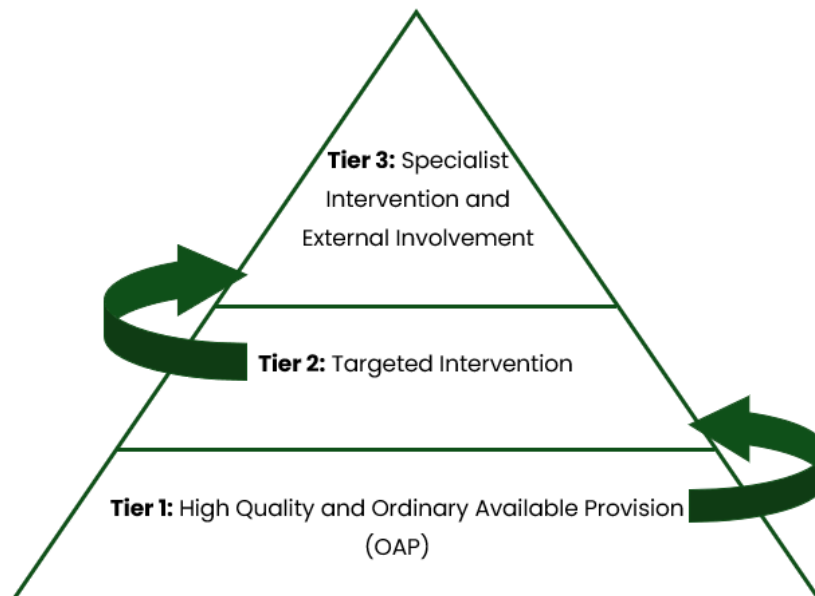 Tier 3: Specialist
Intervention and
External Involvement
Tier 2: Targeted Intervention
Tier 1: High Quality and Ordinary Available Provision
(OAP)